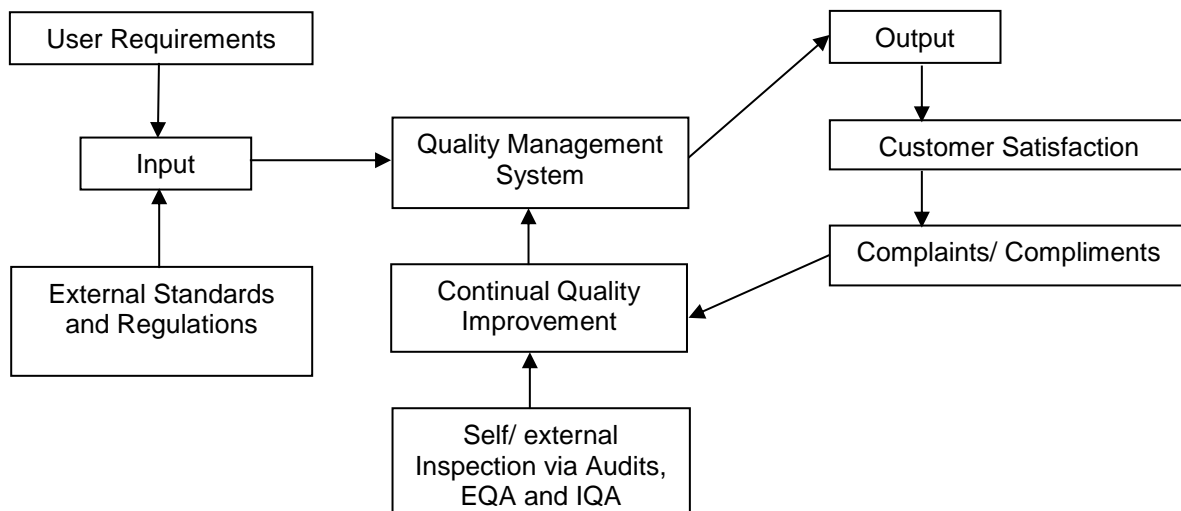 User Requirements
Input
External Standards
and Regulations
Quality Management
System
Continual Quality
Improvement
Self/ external
Inspection via Audits,
EQA and IQA
Output
Customer Satisfaction
Complaints/ Compliments